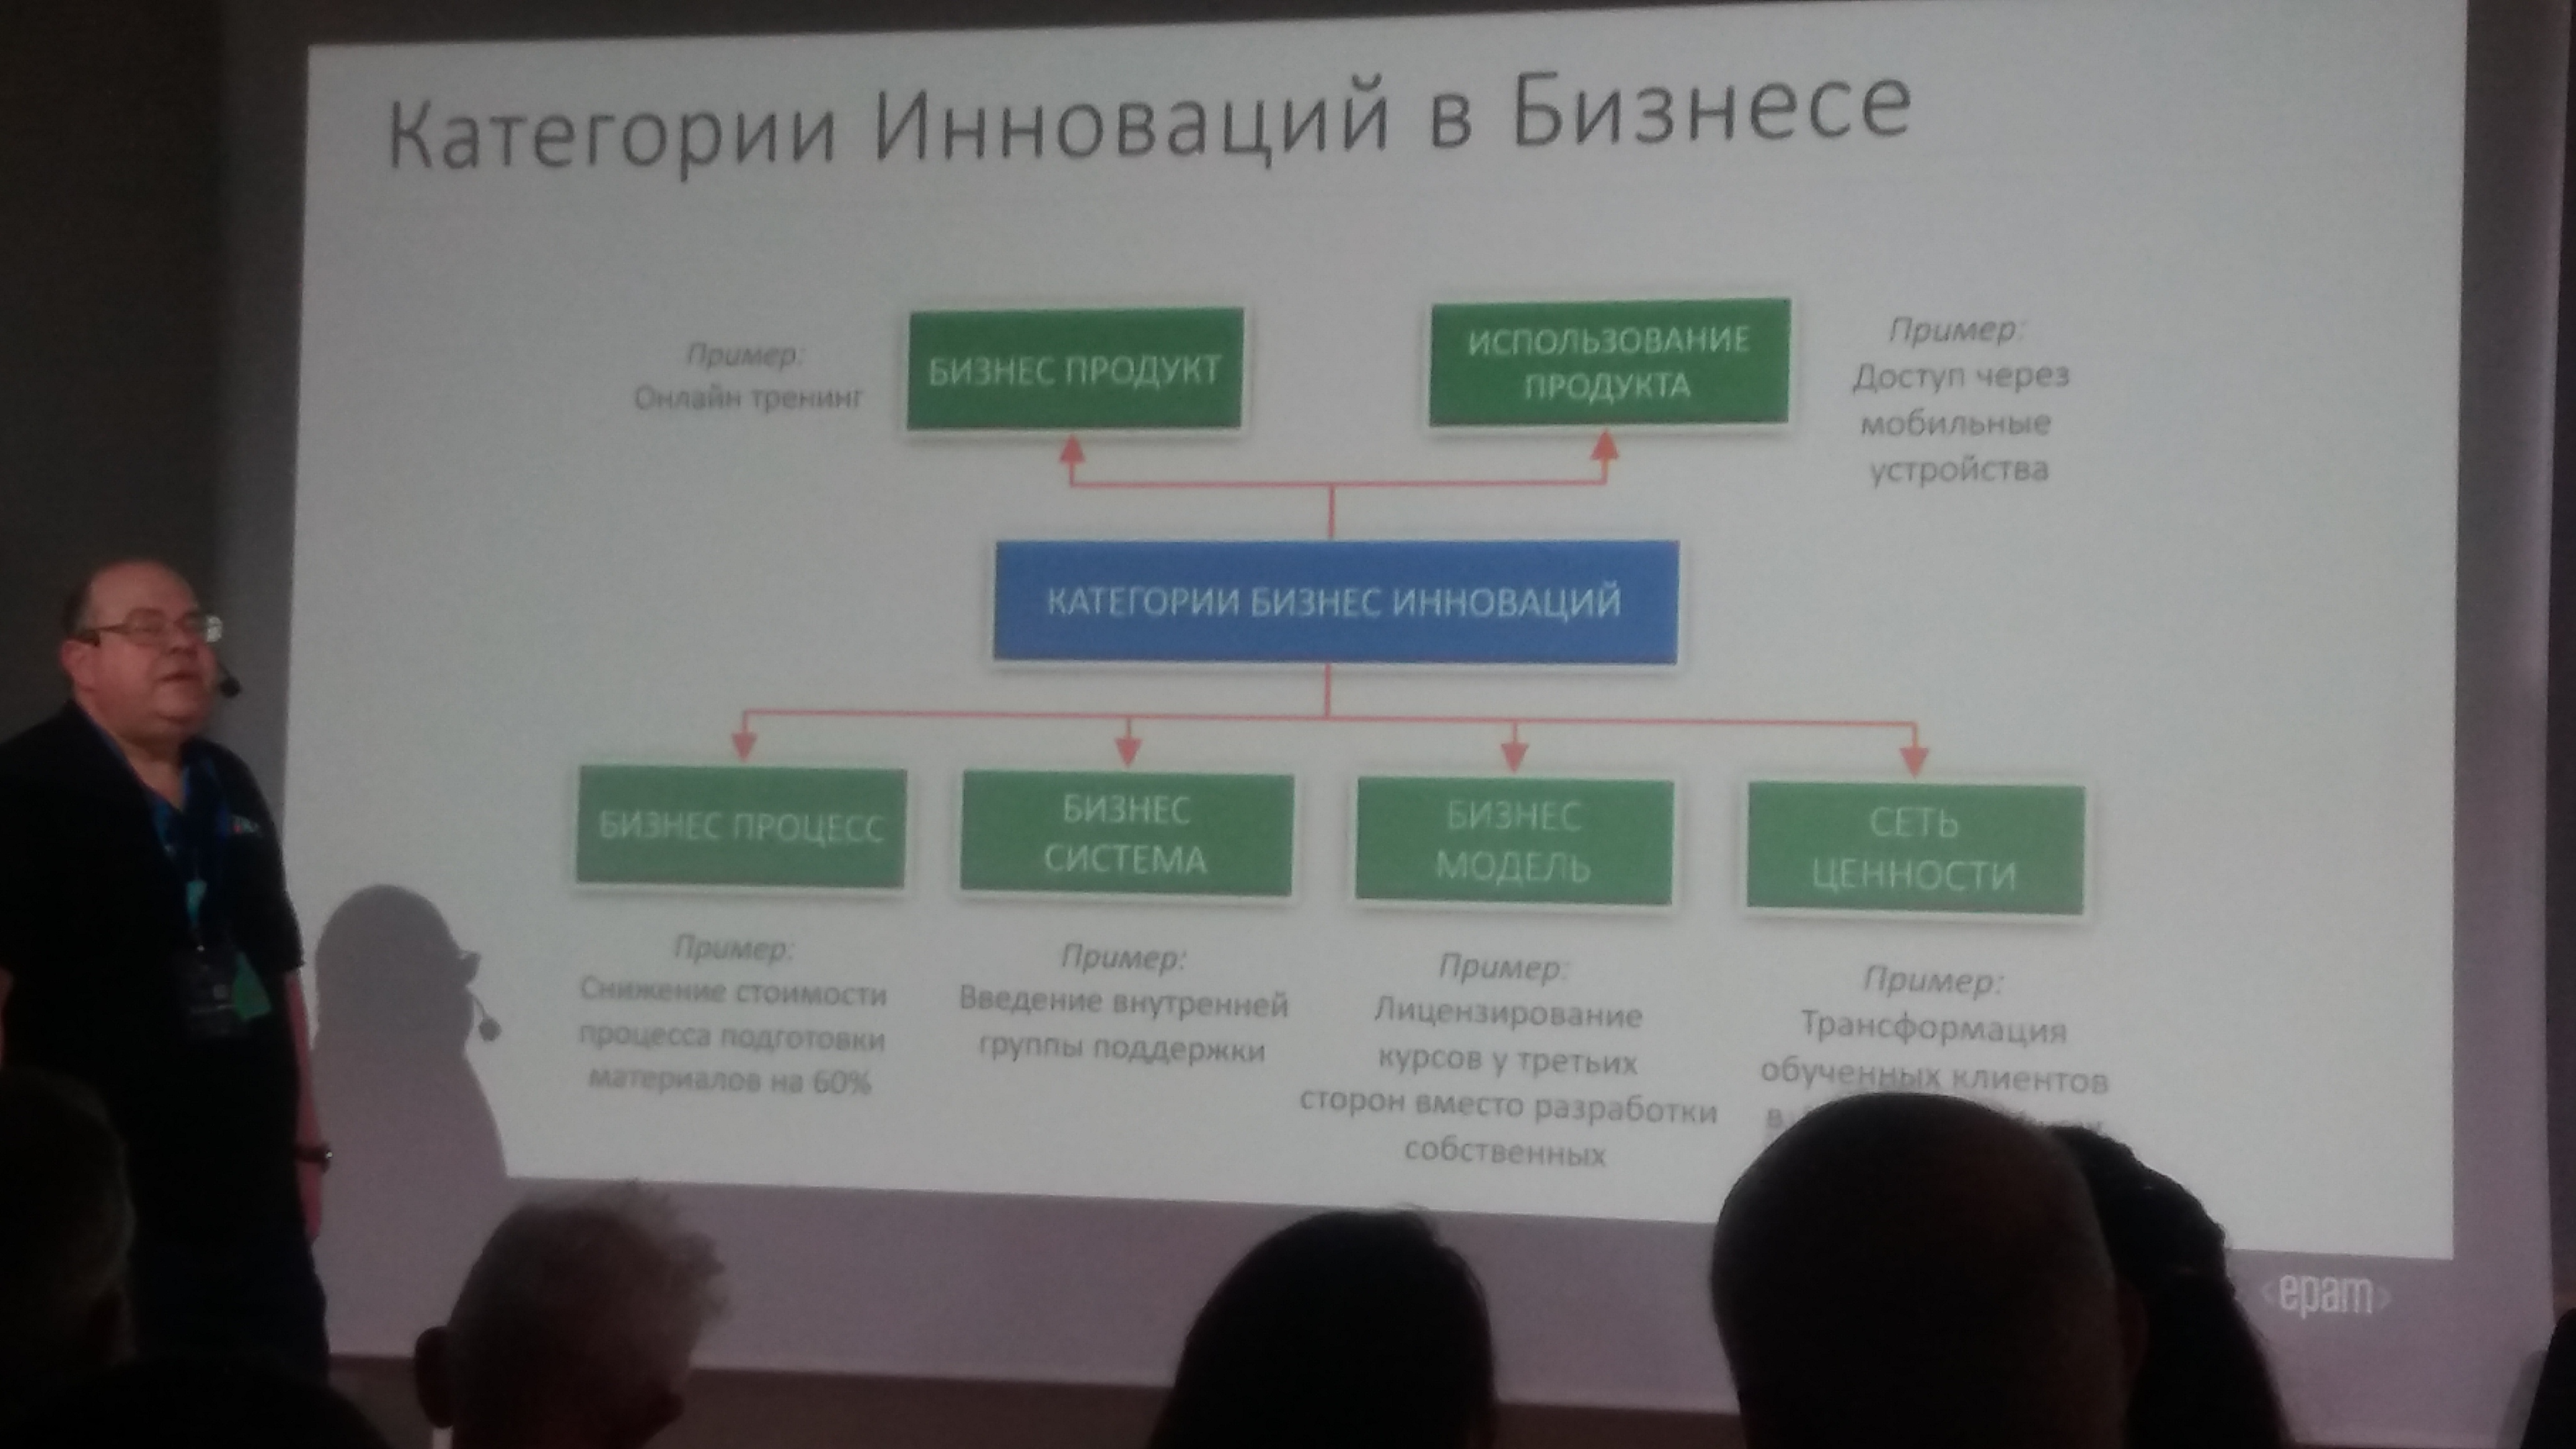 Категории Инноваций в Бизнесе
Пример:
Онлайн тренинг
БИЗНЕС ПРОДУКТ
ИСПОЛЬЗОВАНИЕ
ПРОДУКТА
Пример:
Доступ через
мобильные
устройства
КАТЕГОРИИ БИЗНЕС ИННОВАЦИЙ
БИЗНЕС ПРОЦЕСС
Пример:
Снижение стоимости
процесса подготовки
материалов на 60%
БИЗНЕС
СИСТЕМА
Пример:
Введение внутренней
группы поддержки
БИЗНЕС
МОДЕЛЬ
Пример:
Лицензирование
курсов у третьих
сторон вместо разработки
собственных
СЕТЬ
ЦЕННОСТИ
Пример:
Трансформация
обученных клиентов
в
<epam>